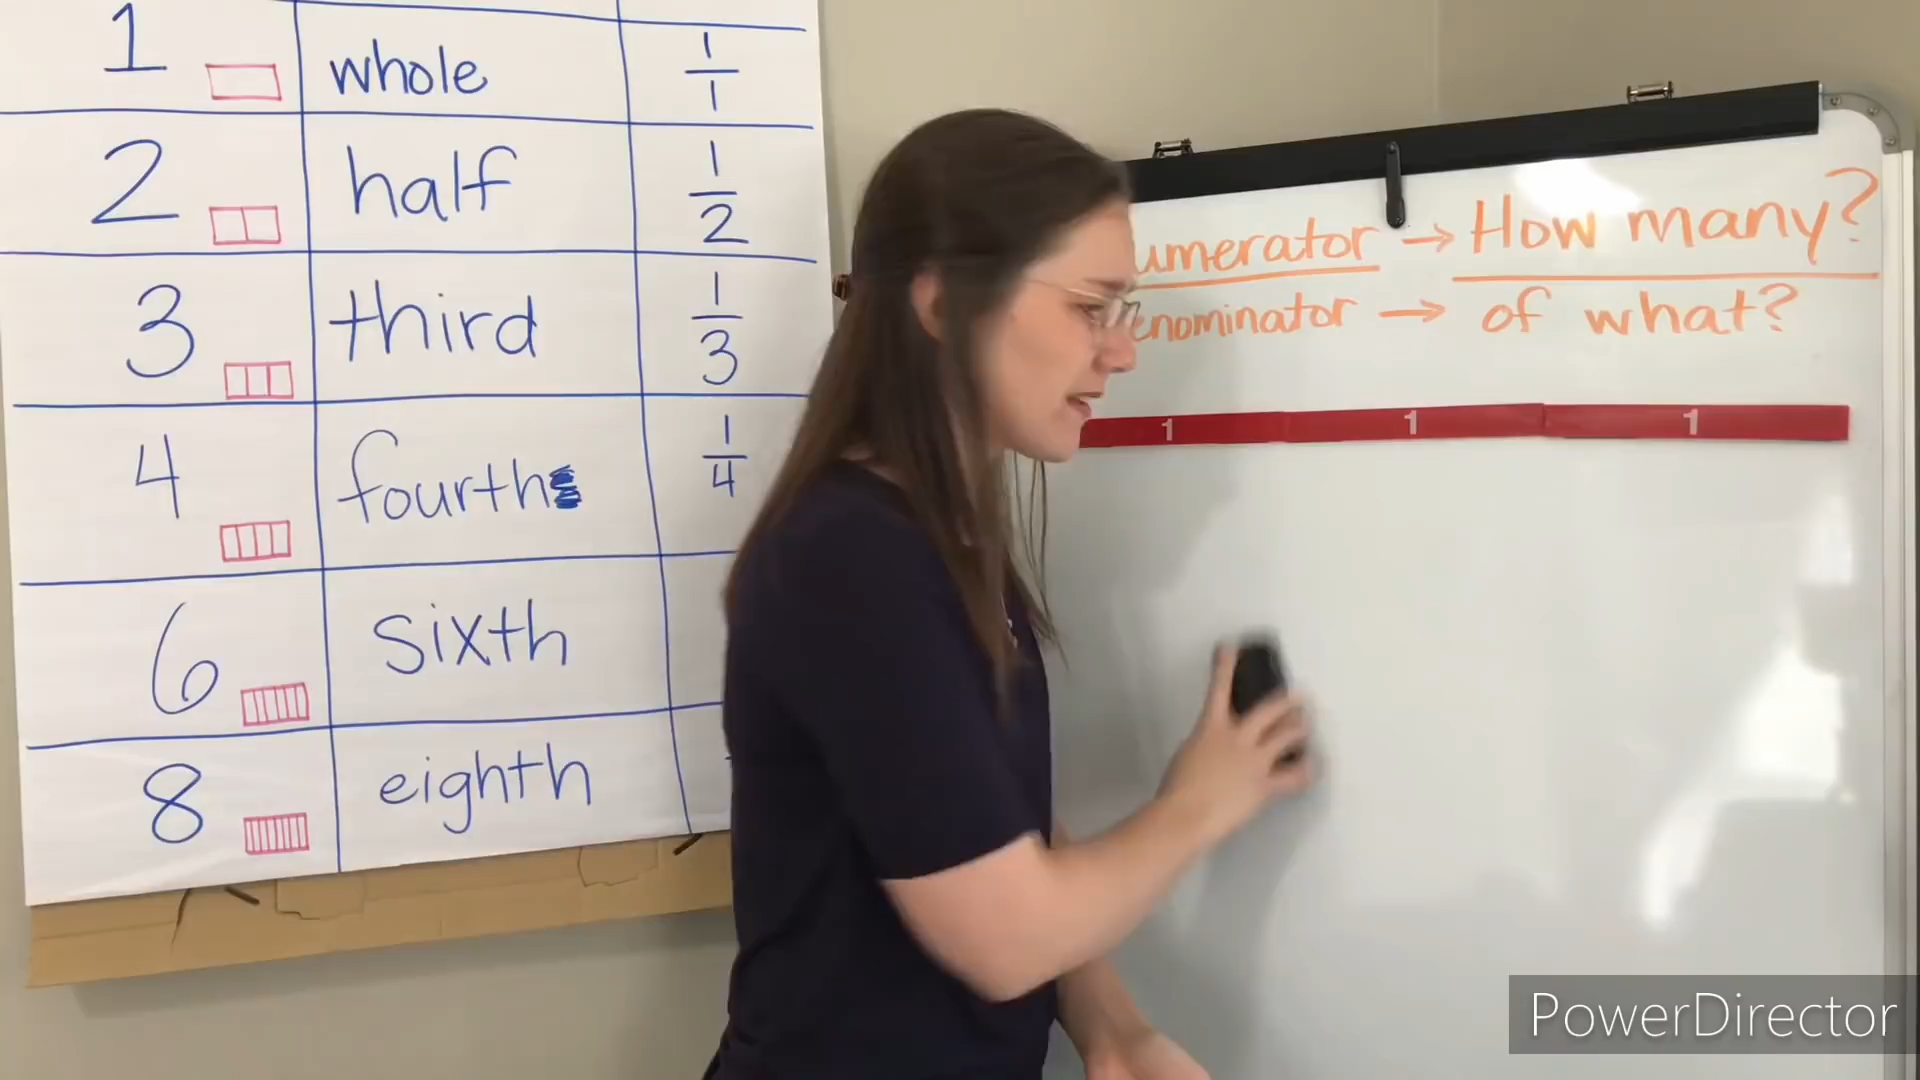 1 whole 1/1
2 half 1/2
3 third 1/3
4 fourth 1/4
6 sixth
8 eighth
umerator → How many?
enominator → of what?
1 1 1
PowerDirector